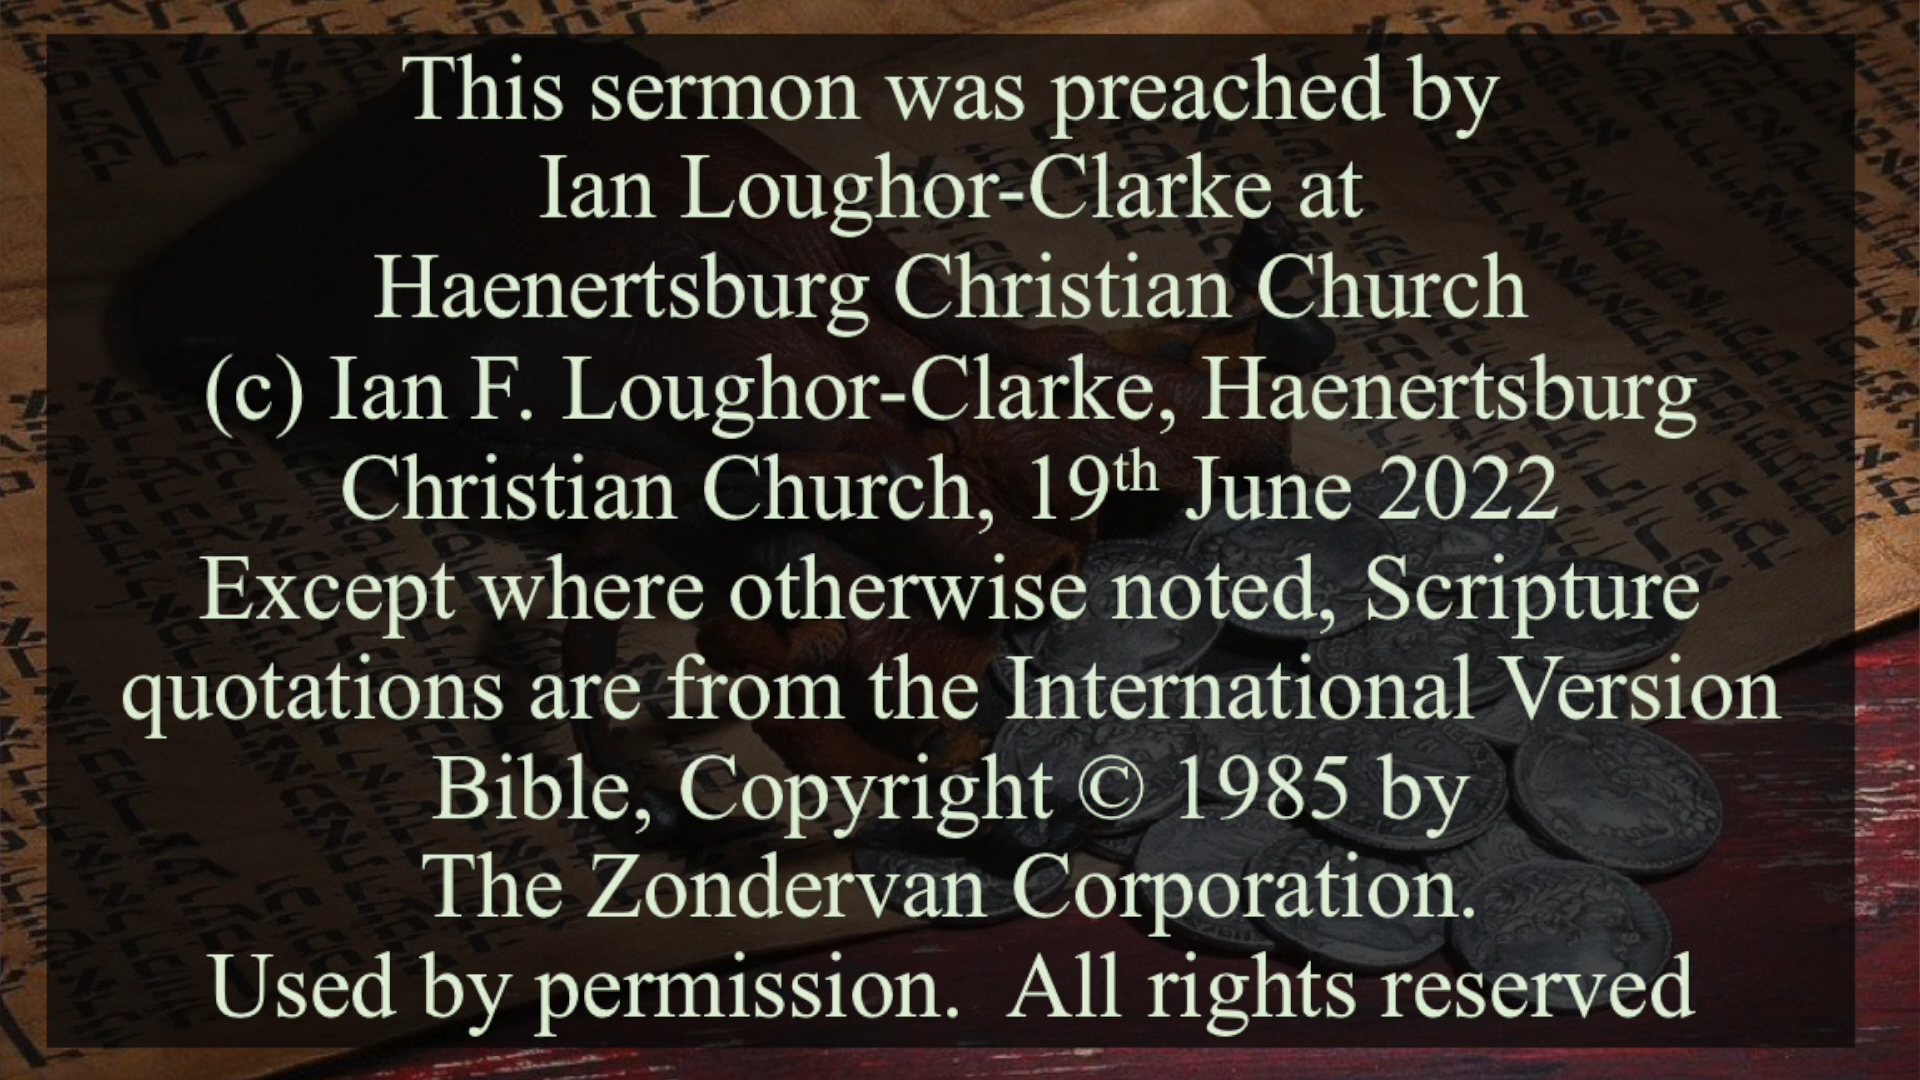 This sermon was preached by
Ian Loughor-Clarke at
Haenertsburg Christian Church
(c) Ian F. Loughor-Clarke, Haenertsburg
Christian Church, 19th June 2022
Except where otherwise noted, Scripture
quotations are from the International Version
Bible, Copyright © 1985 by
The Zondervan Corporation.
Used by permission.  All rights reserved